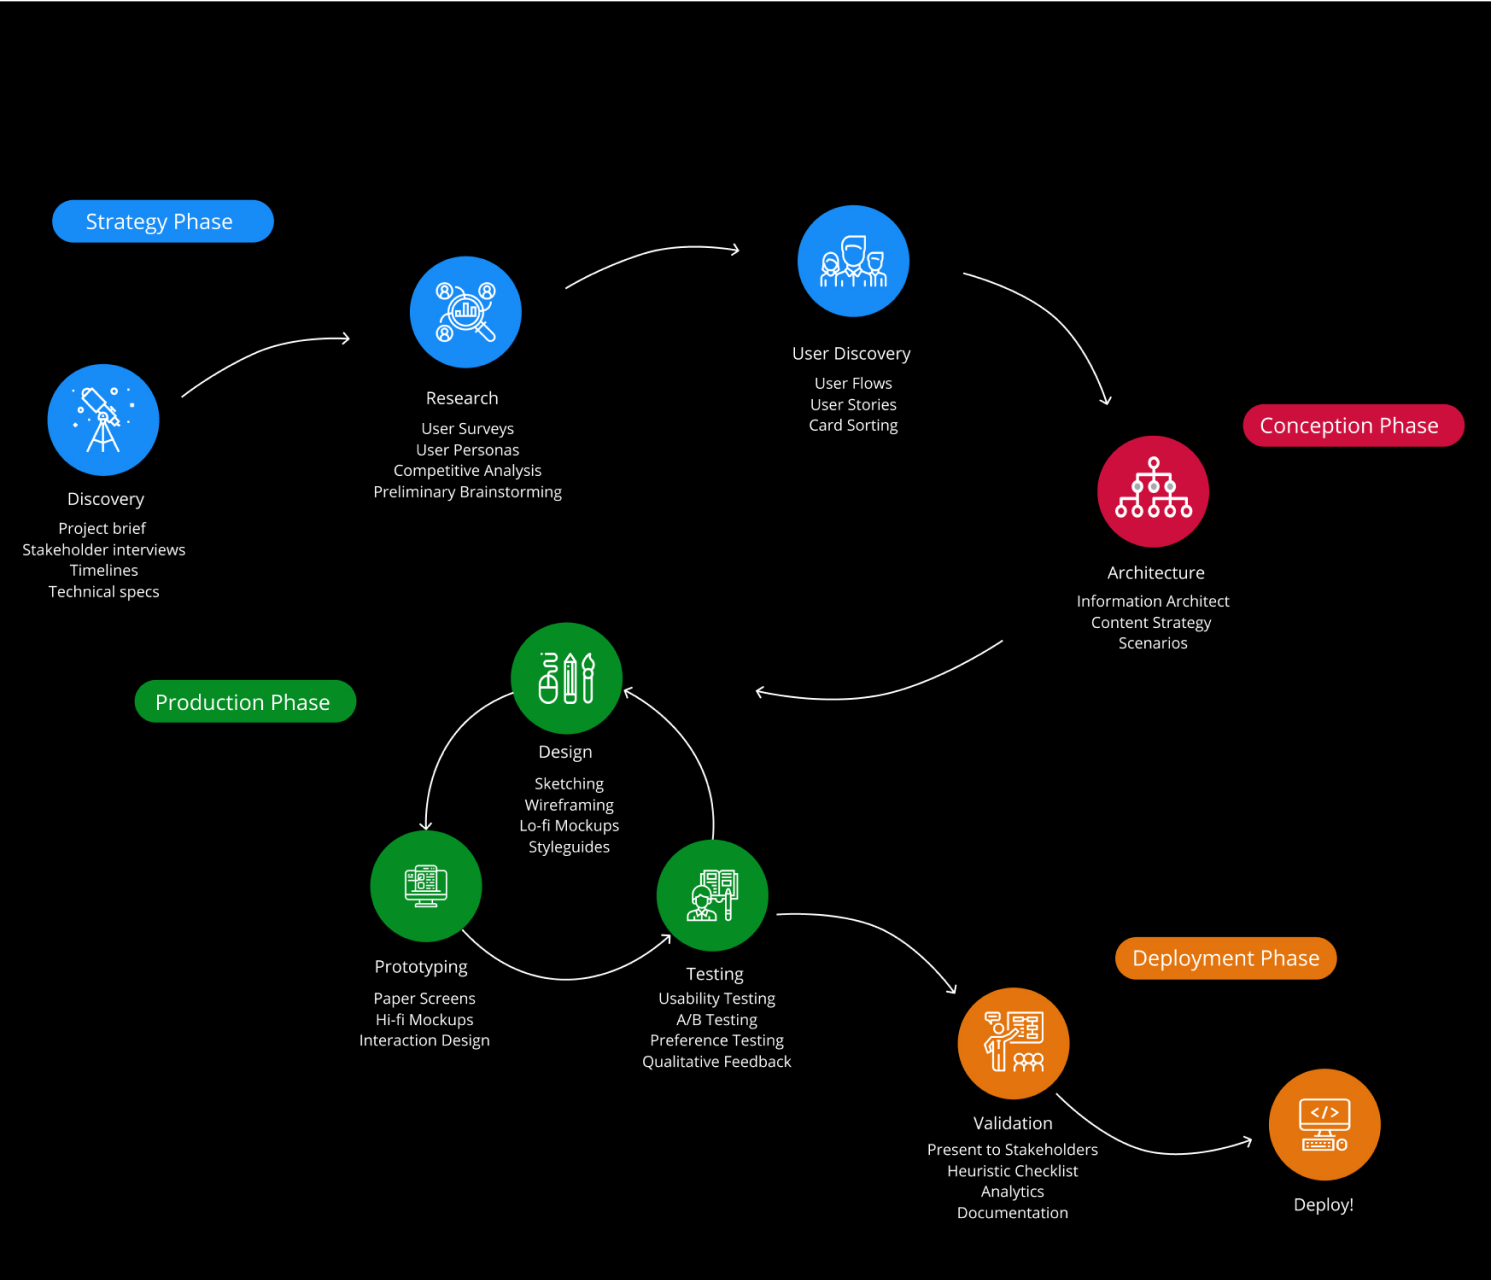 Strategy Phase
Discovery
Project brief
Stakeholder interviews
Timelines
Technical specs
Research
User Surveys
User Personas
Competitive Analysis
Preliminary Brainstorming
User Discovery
User Flows
User Stories
Card Sorting
Conception Phase
Architecture
Information Architect
Content Strategy
Scenarios
Production Phase
Design
Sketching
Wireframing
Lo-fi Mockups
Styleguides
Prototyping
Paper Screens
Hi-fi Mockups
Interaction Design
Testing
Usability Testing
A/B Testing
Preference Testing
Qualitative Feedback
Deployment Phase
Validation
Present to Stakeholders
Heuristic Checklist
Analytics
Documentation
</>
Deploy!